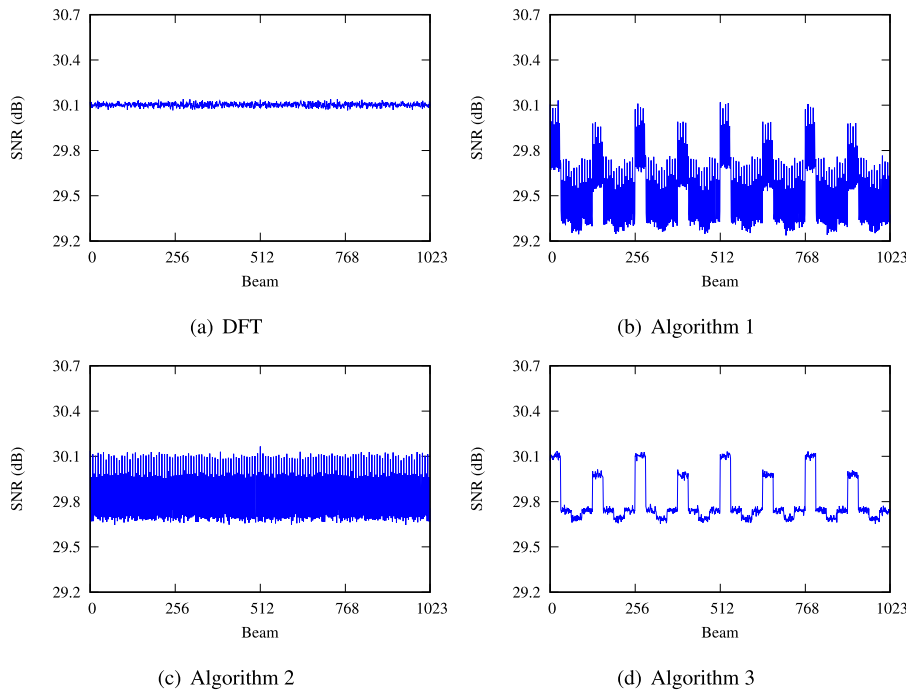 30.7
30.4
30.1
29.8
29.5
29.2
SNR (dB)
0 256 512 768 1023
Beam
(a) DFT
30.7
30.4
30.1
29.8
29.5
29.2
SNR (dB)
0 256 512 768 1023
Beam
(b) Algorithm 1
30.7
30.4
30.1
29.8
29.5
29.2
SNR (dB)
0 256 512 768 1023
Beam
(c) Algorithm 2
30.7
30.4
30.1
29.8
29.5
29.2
SNR (dB)
0 256 512 768 1023
Beam
(d) Algorithm 3